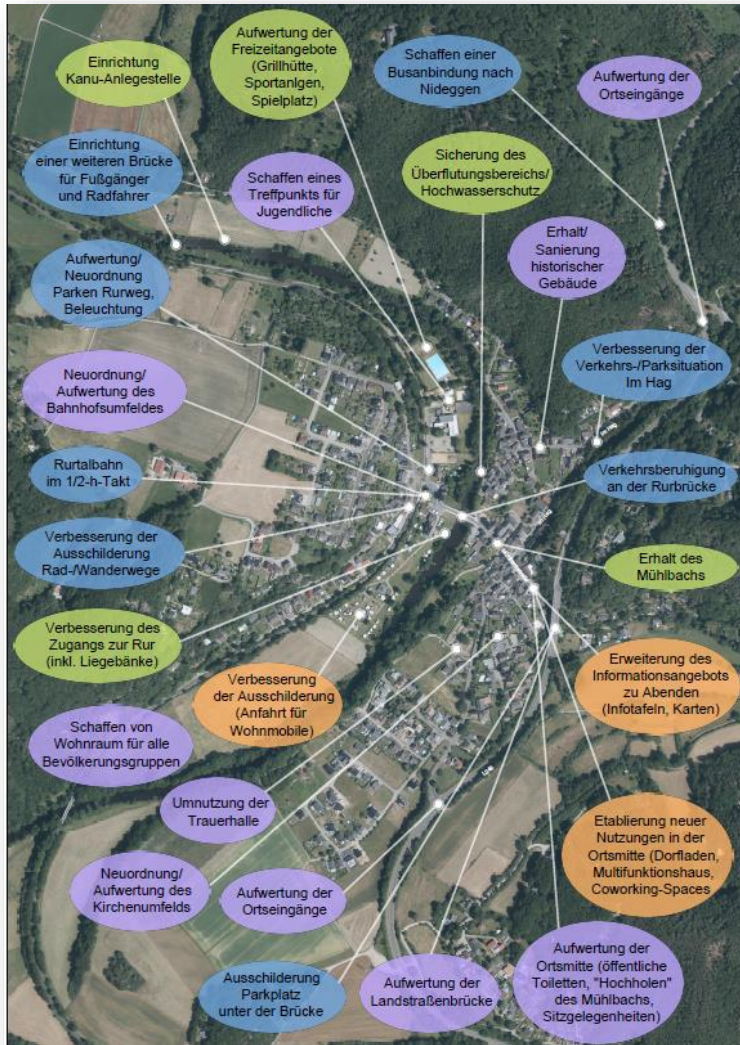 Aufwertung der
Freizeitangebote
(Grillhütte,
Sportanlgen,
Spielplatz)
Einrichtung
Kanu-Anlegestelle
Schaffen einer
Busanbindung nach
Nideggen
Aufwertung der
Ortseingänge
Einrichtung
einer weiteren Brücke
für Fußgänger
und Radfahrer
Schaffen eines
Treffpunkts für
Jugendliche
Sicherung des
Überflutungsbereichs/
Hochwasserschutz
Erhalt/
Sanierung
historischer
Gebäude
Aufwertung/
Neuordnung
Parken Rurweg,
Beleuchtung
Verbesserung der
Verkehrs-/Parksituation
Im Hag
Neuordnung/
Aufwertung des
Bahnhofsumfeldes
Rurtalbahn
im 1/2-h-Takt
Verkehrsberuhigung
an der Rurbrücke
Verbesserung der
Ausschilderung
Rad-/Wanderwege
Erhalt des
Mühlbachs
Verbesserung des
Zugangs zur Rur
(inkl. Liegebänke)
Verbesserung
der Ausschilderung
(Anfahrt für
Wohnmobile)
Erweiterung des
Informationsangebots
zu Abenden
(Infotafeln, Karten)
Schaffen von
Wohnraum für alle
Bevölkerungsgruppen
Umnutzung der
Trauerhalle
Etablierung neuer
Nutzungen in der
Ortsmitte (Dorfladen,
Multifunktionshaus,
Coworking-Spaces
Neuordnung/
Aufwertung des
Kirchenumfelds
Aufwertung der
Ortseingänge
Ausschilderung
Parkplatz
unter der Brücke
Aufwertung der
Landstraßenbrücke
Aufwertung der
Ortsmitte (öffentliche
Toiletten, "Hochholen"
des Mühlbachs,
Sitzgelegenheiten)